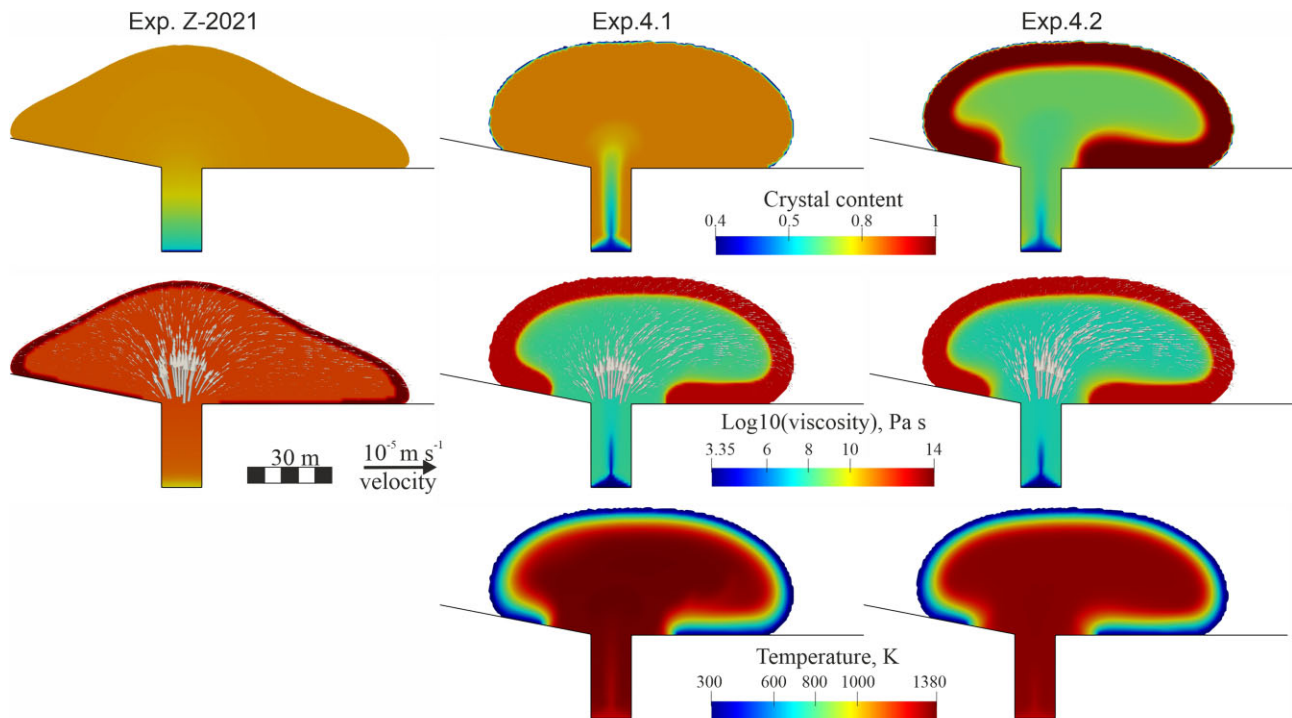 Exp. Z-2021 Exp.4.1 Exp.4.2
Crystal content
0.4 0.5 0.8 1
Log10(viscosity), Pa s
3.35 6 8 10 14
30 m 10⁻⁵ m s⁻¹
velocity
Temperature, K
300 600 800 1000 1380